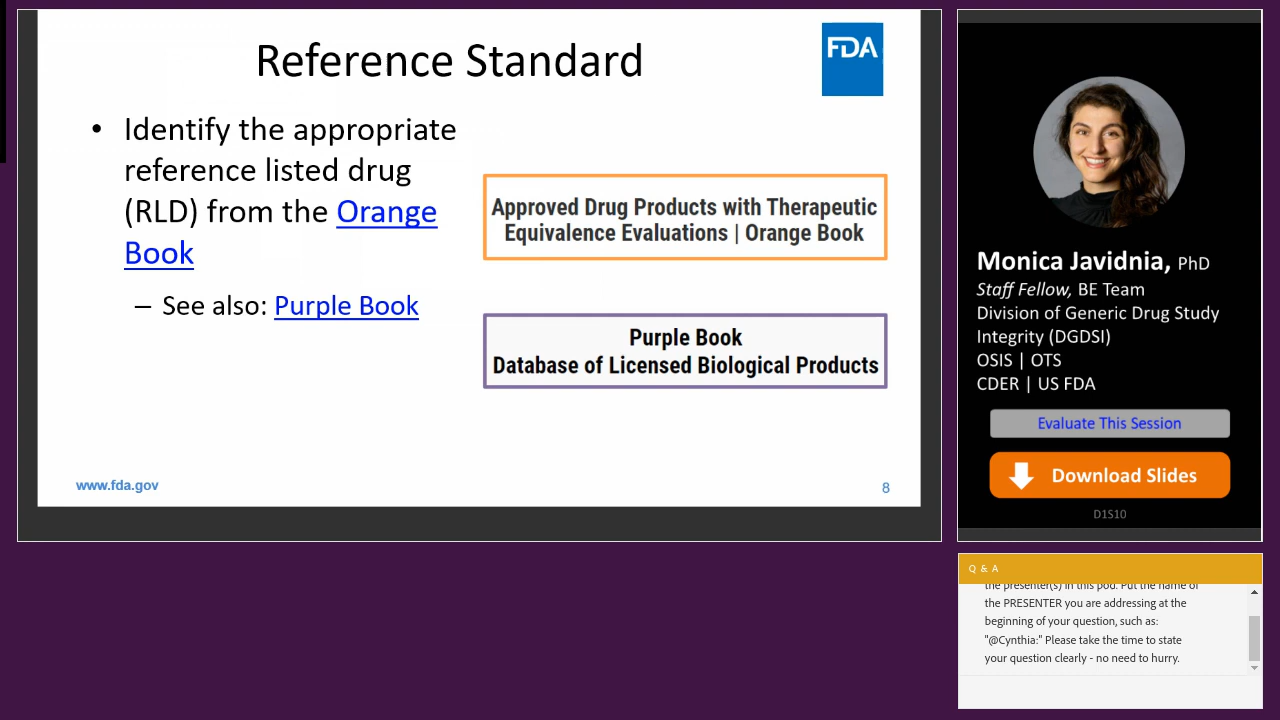 Reference Standard
FDA
• Identify the appropriate
reference listed drug
(RLD) from the Orange
Book
– See also: Purple Book
Approved Drug Products with Therapeutic
Equivalence Evaluations | Orange Book
Purple Book
Database of Licensed Biological Products
www.fda.gov
8
Monica Javidnia, PhD
Staff Fellow, BE Team
Division of Generic Drug Study
Integrity (DGDSI)
OSIS | OTS
CDER | US FDA
Evaluate This Session
Download Slides
D1S10
Q & A
the presenter(s) in this pod. Put the name of
the PRESENTER you are addressing at the
beginning of your question, such as:
"@Cynthia:" Please take the time to state
your question clearly - no need to hurry.